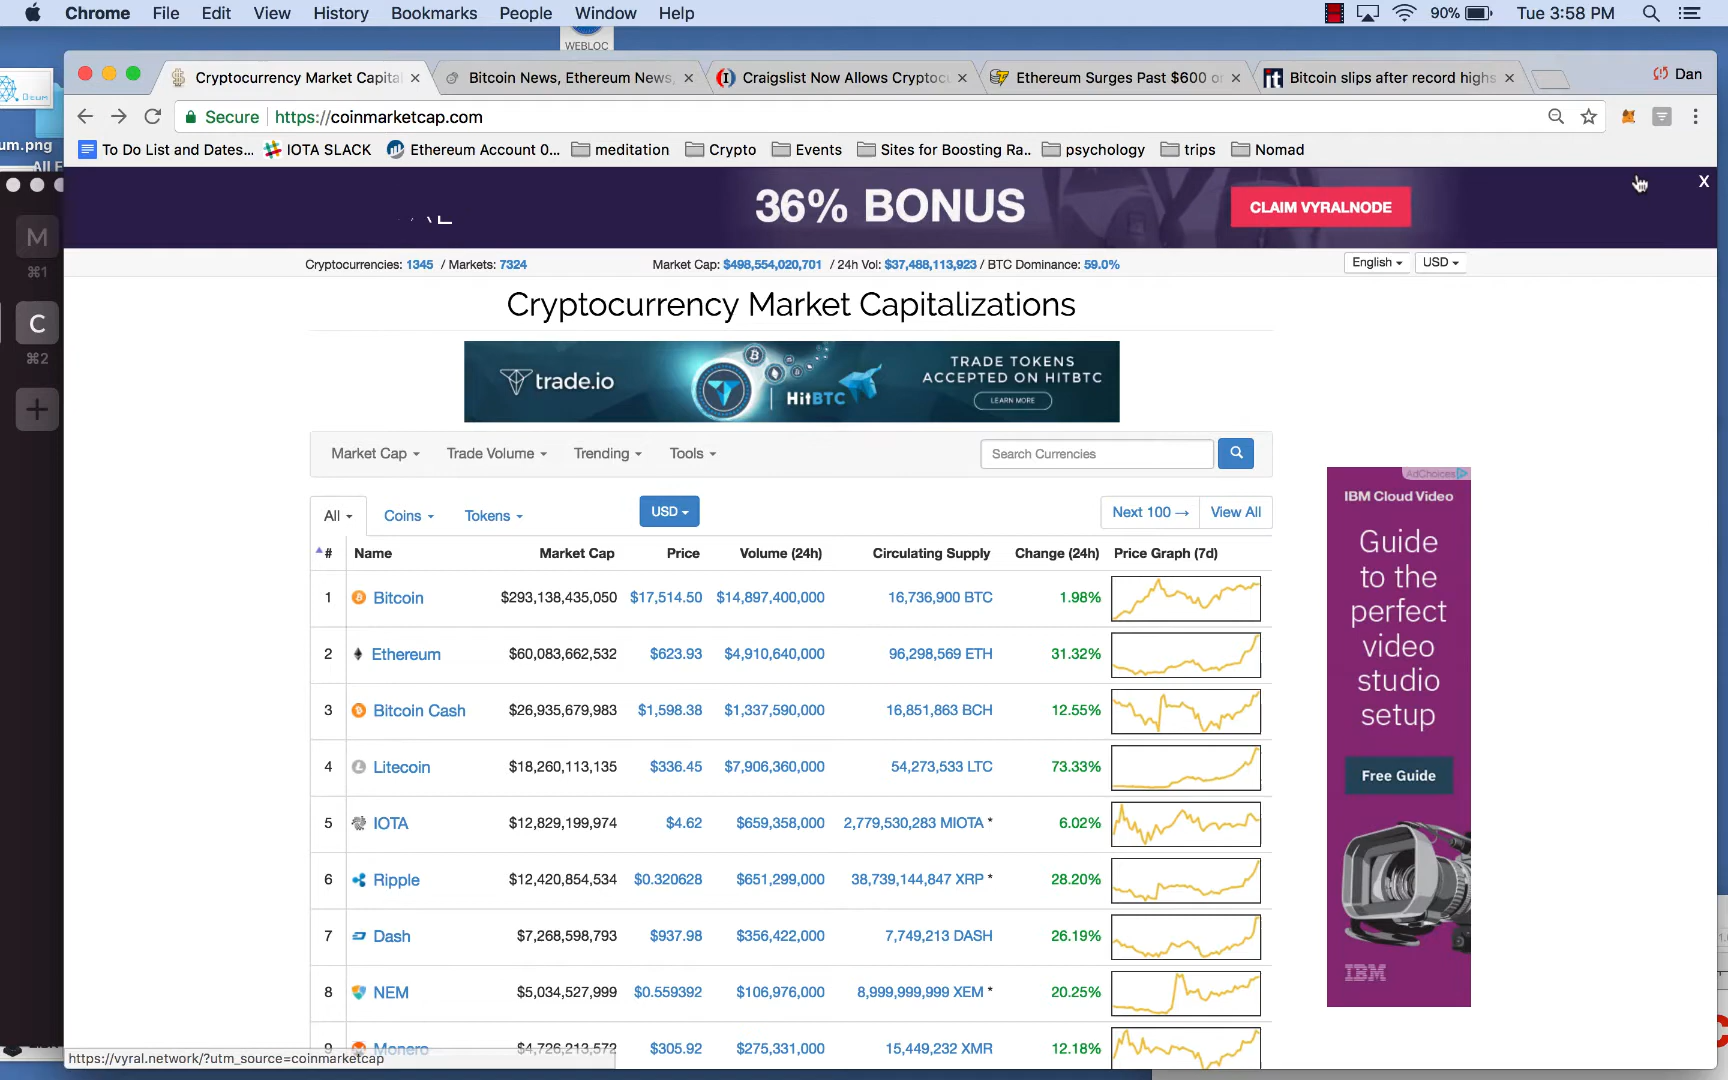 Chrome File Edit View History Bookmarks People Window Help 90% Tue 3:58 PM
WEBLOC
Cryptocurrency Market Capital Bitcoin News, Ethereum News, Craigslist Now Allows Cryptocu Ethereum Surges Past $600 on Bitcoin slips after record highs Dan
Secure https://coinmarketcap.com
To Do List and Dates... IOTA SLACK Ethereum Account 0... meditation Crypto Events Sites for Boosting Ra.. psychology trips Nomad
um.png
All F
36% BONUS CLAIM VYRALNODE X
M
⌘1
C
⌘2
Cryptocurrencies: 1345 / Markets: 7324 Market Cap: $498,554,020,701 / 24h Vol: $37,488,113,923 / BTC Dominance: 59.0% English USD
Cryptocurrency Market Capitalizations
trade.io HitBTC TRADE TOKENS
ACCEPTED ON HITBTC
LEARN MORE
Market Cap Trade Volume Trending Tools Search Currencies
All Coins Tokens USD Next 100 → View All
# Name Market Cap Price Volume (24h) Circulating Supply Change (24h) Price Graph (7d)
1 Bitcoin $293,138,435,050 $17,514.50 $14,897,400,000 16,736,900 BTC 1.98%
2 Ethereum $60,083,662,532 $623.93 $4,910,640,000 96,298,569 ETH 31.32%
3 Bitcoin Cash $26,935,679,983 $1,598.38 $1,337,590,000 16,851,863 BCH 12.55%
4 Litecoin $18,260,113,135 $336.45 $7,906,360,000 54,273,533 LTC 73.33%
5 IOTA $12,829,199,974 $4.62 $659,358,000 2,779,530,283 MIOTA * 6.02%
6 Ripple $12,420,854,534 $0.320628 $651,299,000 38,739,144,847 XRP * 28.20%
7 Dash $7,268,598,793 $937.98 $356,422,000 7,749,213 DASH 26.19%
8 NEM $5,034,527,999 $0.559392 $106,976,000 8,999,999,999 XEM * 20.25%
9 Monero $4,726,213,572 $305.92 $275,331,000 15,449,232 XMR 12.18%
https://vyral.network/?utm_source=coinmarketcap
AdChoices
IBM Cloud Video
Guide
to the
perfect
video
studio
setup
Free Guide
IBM